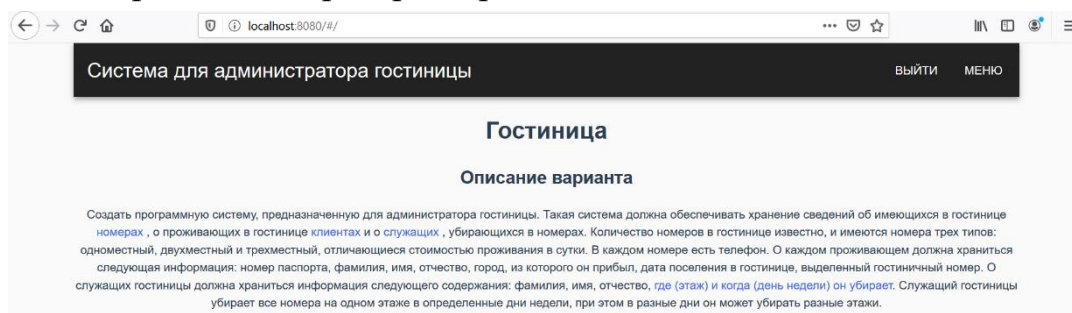 localhost:8080/#/
Система для администратора гостиницы
ВЫЙТИ
МЕНЮ
Гостиница
Описание варианта
Создать программную систему, предназначенную для администратора гостиницы. Такая система должна обеспечивать хранение сведений об имеющихся в гостинице
номерах , о проживающих в гостинице клиентах и о служащих , убирающихся в номерах. Количество номеров в гостинице известно, и имеются номера трех типов:
одноместный, двухместный и трехместный, отличающиеся стоимостью проживания в сутки. В каждом номере есть телефон. О каждом проживающем должна храниться
следующая информация: номер паспорта, фамилия, имя, отчество, город, из которого он прибыл, дата поселения в гостинице, выделенный гостиничный номер. О
служащих гостиницы должна храниться информация следующего содержания: фамилия, имя, отчество, где (этаж) и когда (день недели) он убирает. Служащий гостиницы
убирает все номера на одном этаже в определенные дни недели, при этом в разные дни он может убирать разные этажи.